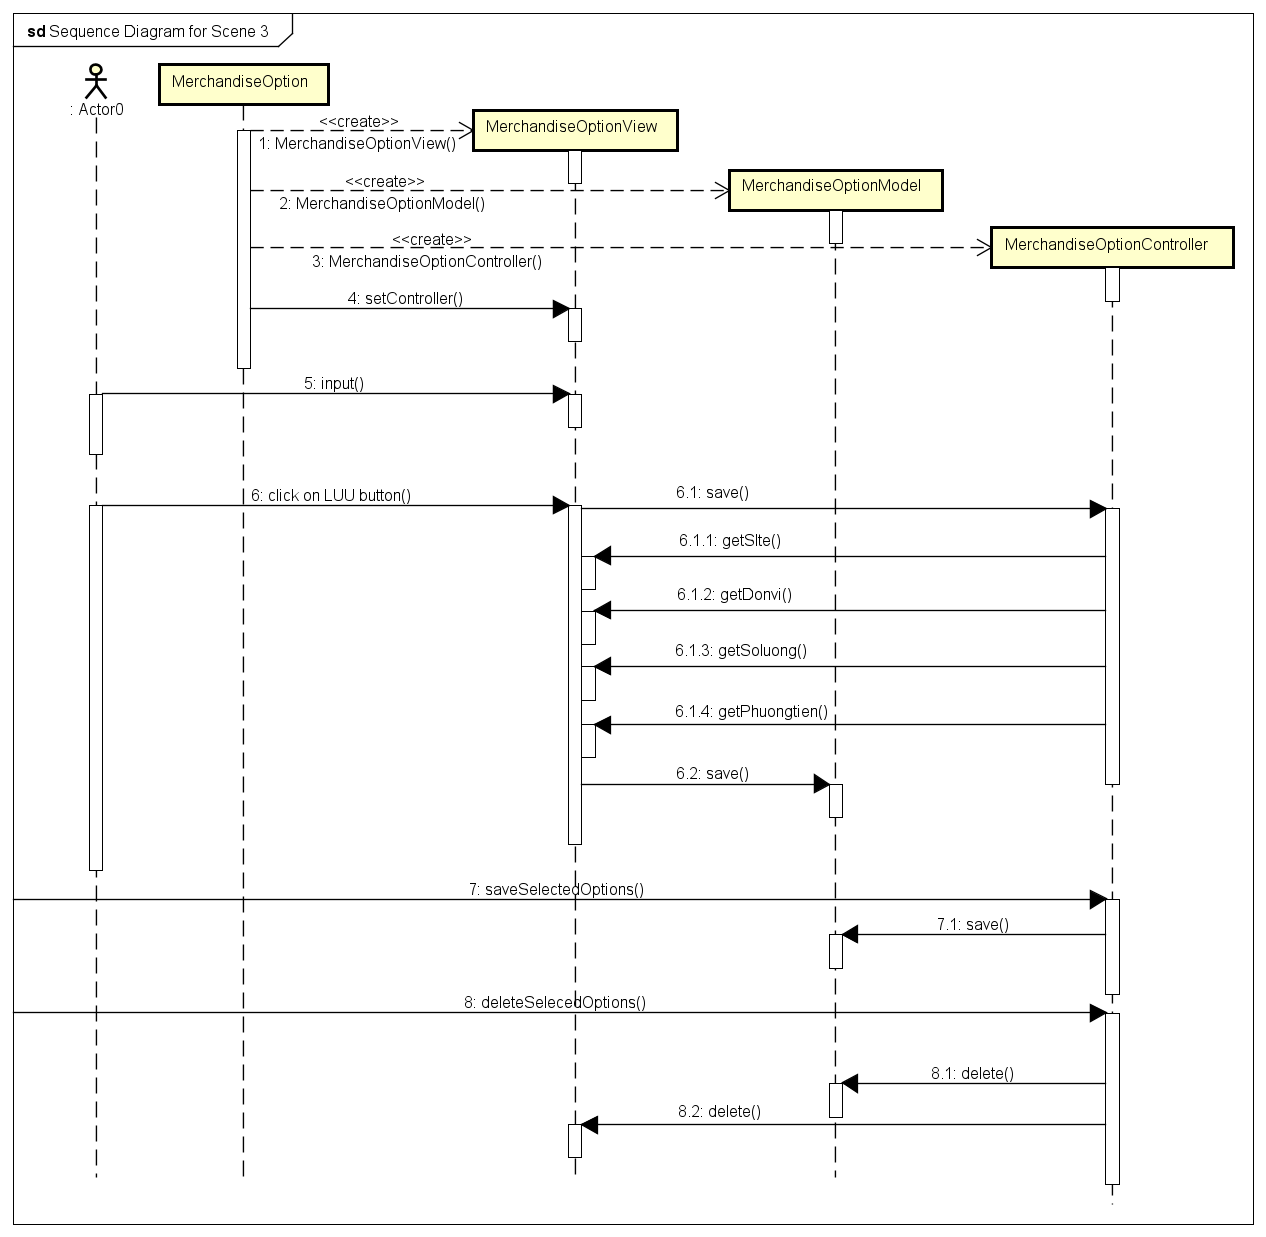 sd Sequence Diagram for Scene 3
: Actor0
MerchandiseOption
<<create>>
1: MerchandiseOptionView()
MerchandiseOptionView
<<create>>
2: MerchandiseOptionModel()
MerchandiseOptionModel
<<create>>
3: MerchandiseOptionController()
MerchandiseOptionController
4: setController()
5: input()
6: click on LUU button()
6.1: save()
6.1.1: getSlte()
6.1.2: getDonvi()
6.1.3: getSoluong()
6.1.4: getPhuongtien()
6.2: save()
7: saveSelectedOptions()
7.1: save()
8: deleteSelecedOptions()
8.1: delete()
8.2: delete()